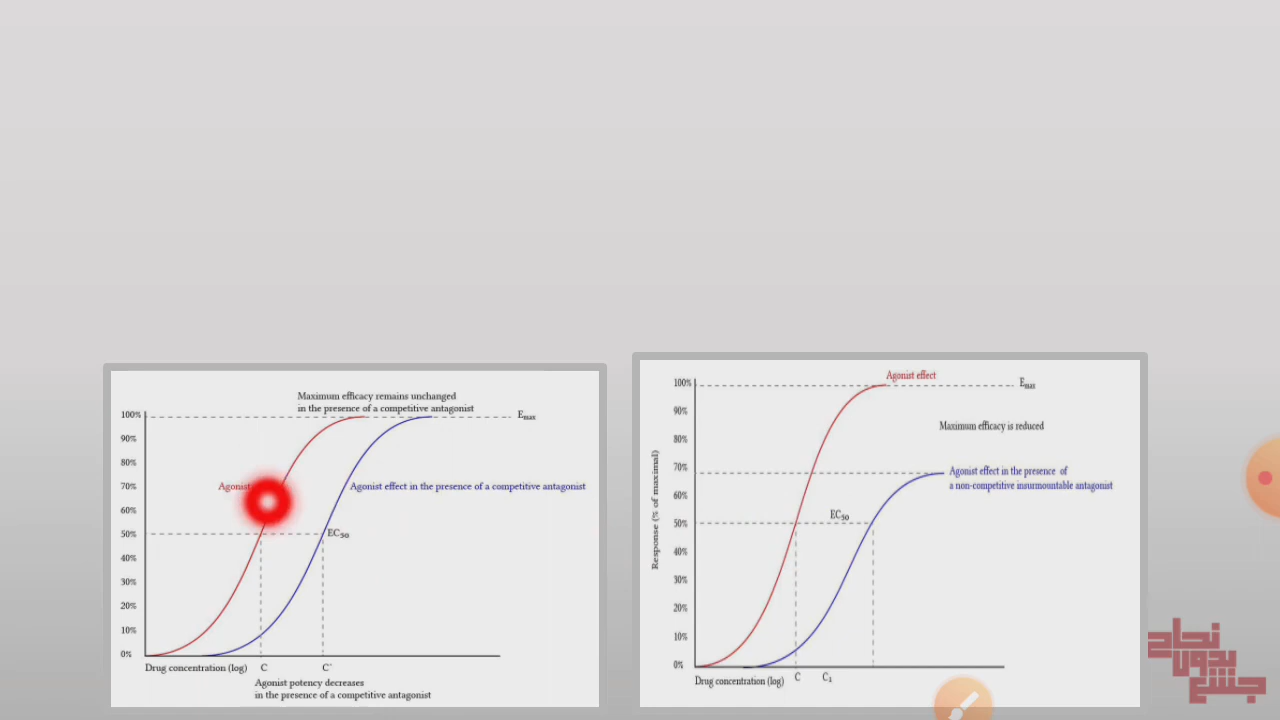 Maximum efficacy remains unchanged
in the presence of a competitive antagonist
100%
Emax
90%
80%
70%
Agonist
Agonist effect in the presence of a competitive antagonist
60%
50%
EC50
40%
30%
20%
10%
0%
Drug concentration (log)
C
C'
Agonist potency decreases
in the presence of a competitive antagonist
Agonist effect
100%
Emax
90%
Maximum efficacy is reduced
80%
70%
Agonist effect in the presence of
a non-competitive insurmountable antagonist
60%
EC50
50%
40%
30%
20%
10%
0%
Response (% of maximal)
Drug concentration (log)
C
نجاح
بدون